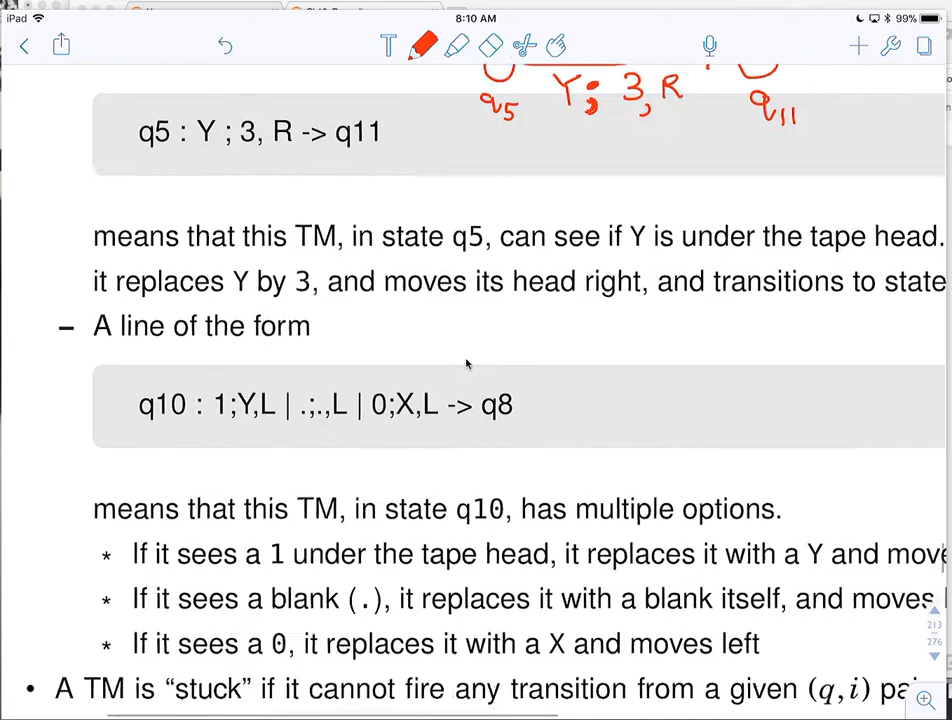 iPad 8:10 AM 99%
T
Y; 3, R
q5 q11
q5 : Y ; 3, R -> q11
means that this TM, in state q5, can see if Y is under the tape head.
it replaces Y by 3, and moves its head right, and transitions to state
– A line of the form
q10 : 1;Y,L | .;.,L | 0;X,L -> q8
means that this TM, in state q10, has multiple options.
* If it sees a 1 under the tape head, it replaces it with a Y and move
* If it sees a blank (.), it replaces it with a blank itself, and moves
* If it sees a 0, it replaces it with a X and moves left
213
276
• A TM is “stuck” if it cannot fire any transition from a given (q,i) pa